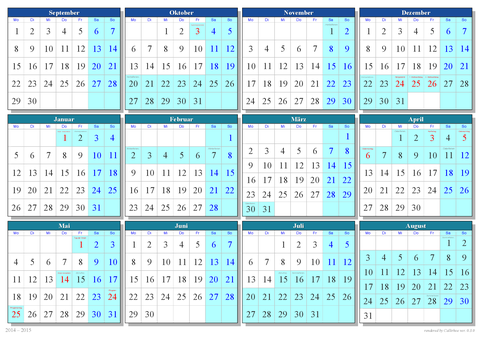 September
Mo Di Mi Do Fr Sa So
1 2 3 4 5 6 7
8 9 10 11 12 13 14
15 16 17 18 19 20 21
22 23 24 25 26 27 28
29 30
Oktober
Mo Di Mi Do Fr Sa So
1 2 3 4 5
6 7 8 9 10 11 12
13 14 15 16 17 18 19
20 21 22 23 24 25 26
27 28 29 30 31
November
Mo Di Mi Do Fr Sa So
1 2
3 4 5 6 7 8 9
10 11 12 13 14 15 16
17 18 19 20 21 22 23
24 25 26 27 28 29 30
Dezember
Mo Di Mi Do Fr Sa So
1 2 3 4 5 6 7
8 9 10 11 12 13 14
15 16 17 18 19 20 21
22 23 24 25 26 27 28
29 30 31
Januar
Mo Di Mi Do Fr Sa So
1 2 3 4
5 6 7 8 9 10 11
12 13 14 15 16 17 18
19 20 21 22 23 24 25
26 27 28 29 30 31
Februar
Mo Di Mi Do Fr Sa So
1
2 3 4 5 6 7 8
9 10 11 12 13 14 15
16 17 18 19 20 21 22
23 24 25 26 27 28
März
Mo Di Mi Do Fr Sa So
1
2 3 4 5 6 7 8
9 10 11 12 13 14 15
16 17 18 19 20 21 22
23 24 25 26 27 28 29
30 31
April
Mo Di Mi Do Fr Sa So
1 2 3 4 5
6 7 8 9 10 11 12
13 14 15 16 17 18 19
20 21 22 23 24 25 26
27 28 29 30
Mai
Mo Di Mi Do Fr Sa So
1 2 3
4 5 6 7 8 9 10
11 12 13 14 15 16 17
18 19 20 21 22 23 24
25 26 27 28 29 30 31
Juni
Mo Di Mi Do Fr Sa So
1 2 3 4 5 6 7
8 9 10 11 12 13 14
15 16 17 18 19 20 21
22 23 24 25 26 27 28
29 30
Juli
Mo Di Mi Do Fr Sa So
1 2 3 4 5
6 7 8 9 10 11 12
13 14 15 16 17 18 19
20 21 22 23 24 25 26
27 28 29 30 31
August
Mo Di Mi Do Fr Sa So
1 2
3 4 5 6 7 8 9
10 11 12 13 14 15 16
17 18 19 20 21 22 23
24 25 26 27 28 29 30
31
2014 - 2015